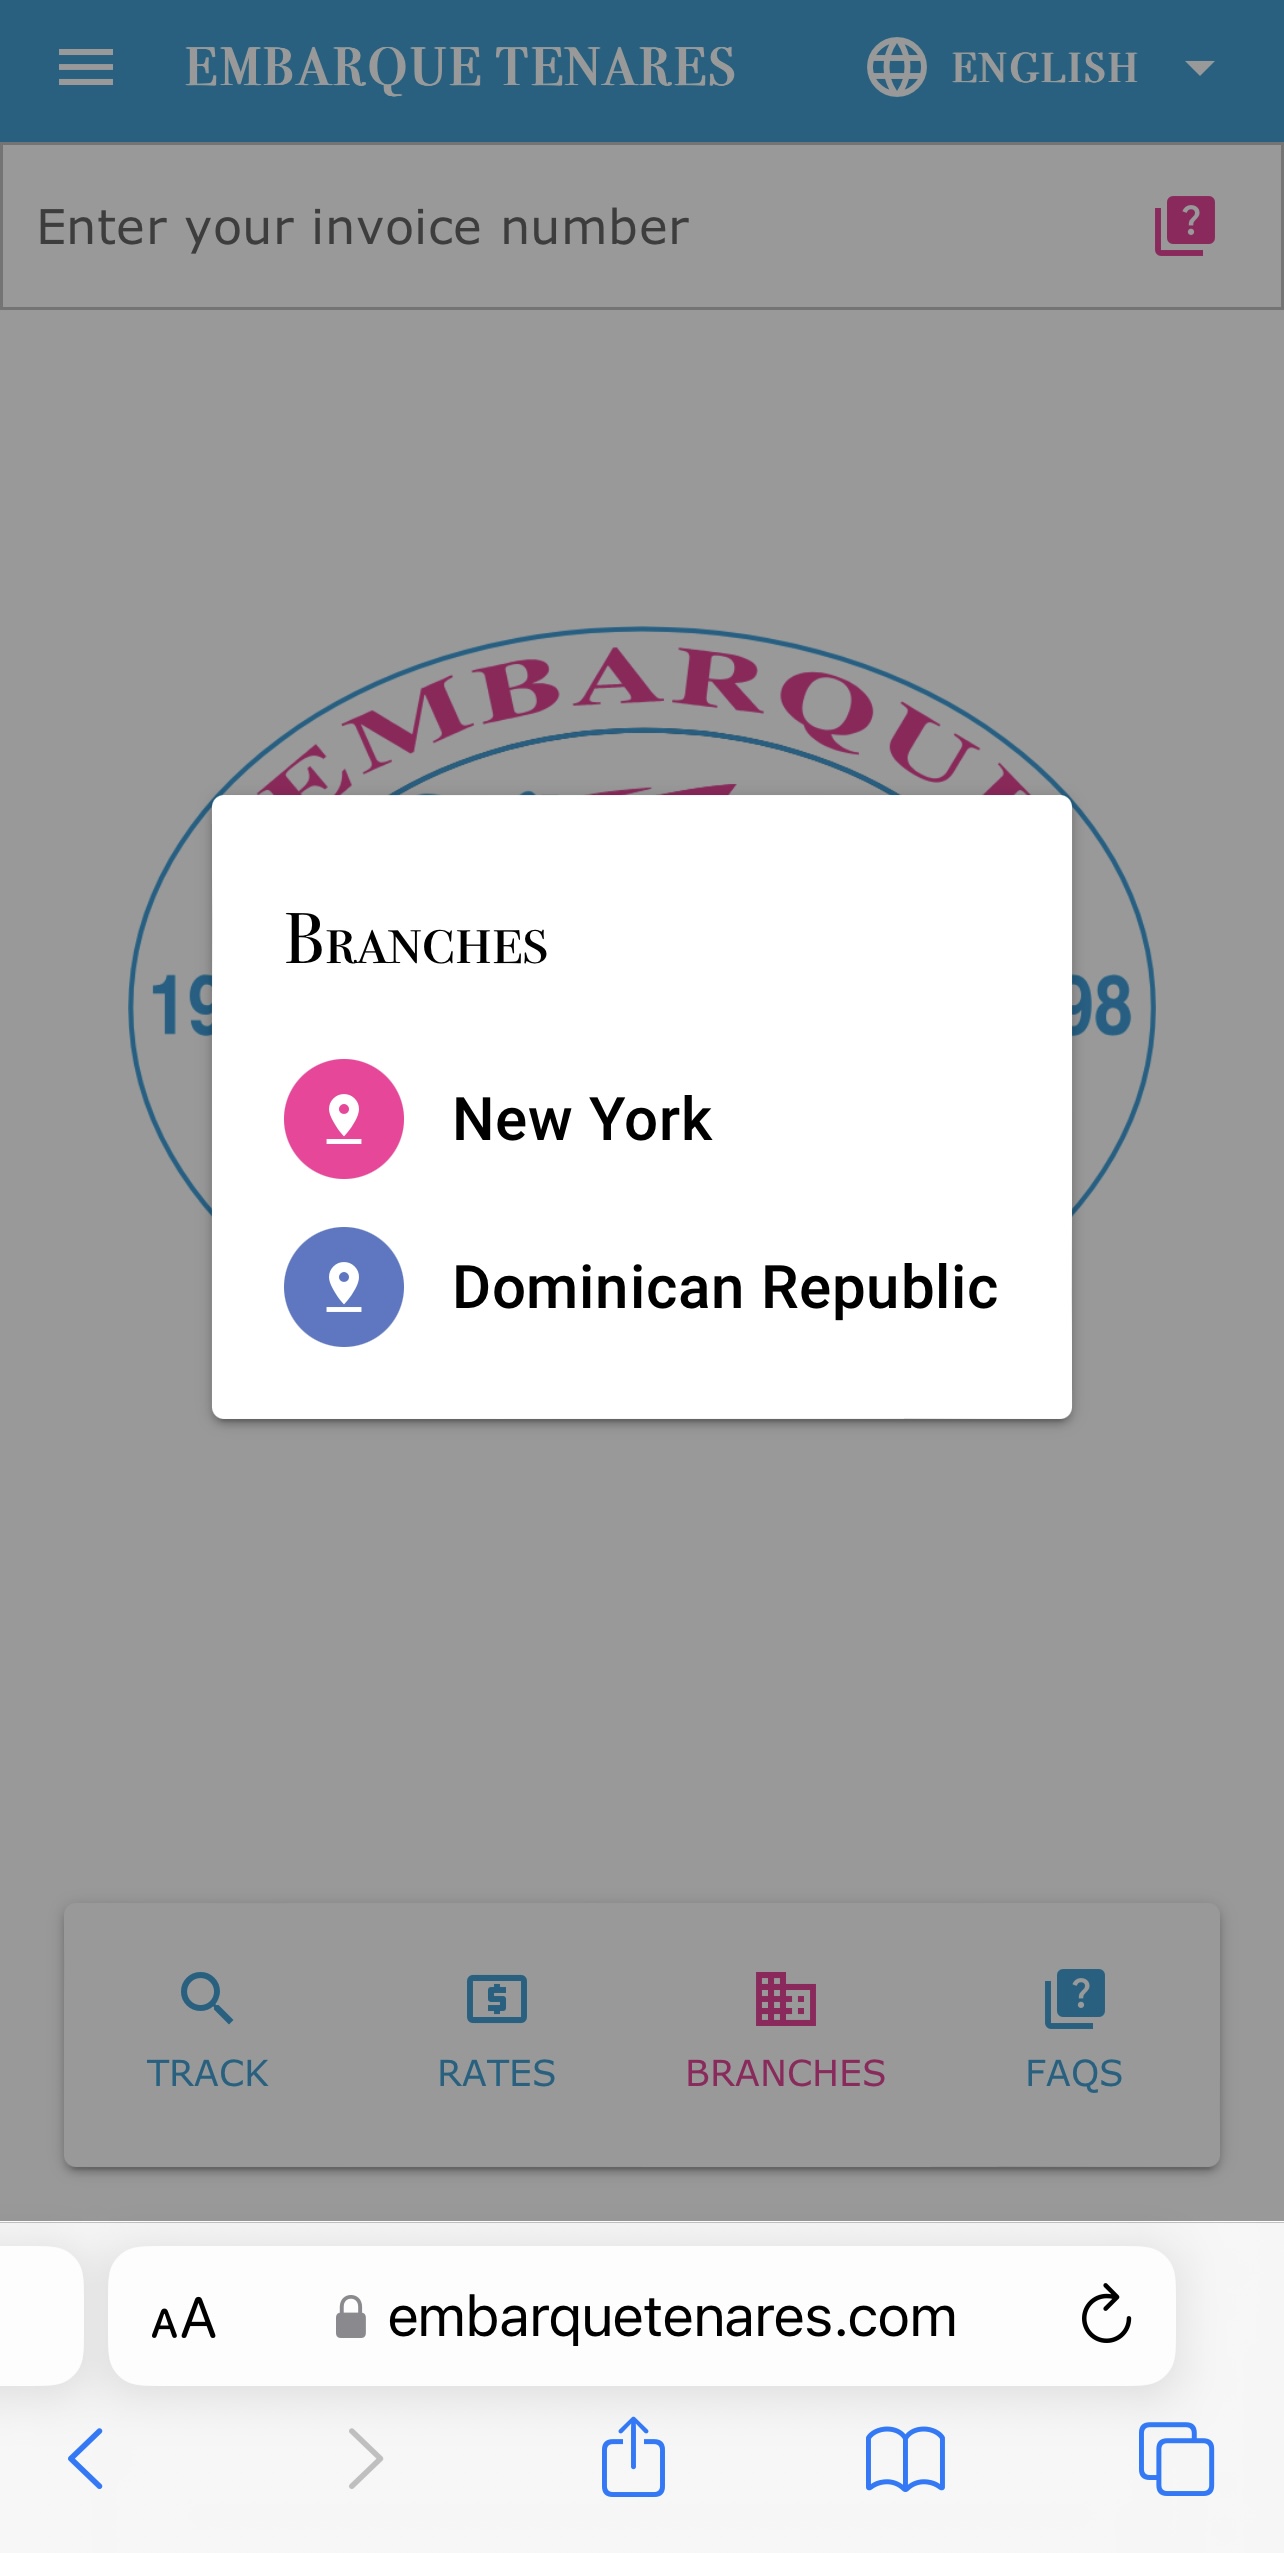 EMBARQUE TENARES
ENGLISH
Enter your invoice number
EMBARQUE
19
98
Branches
New York
Dominican Republic
TRACK
RATES
BRANCHES
FAQS
AA
embarquetenares.com